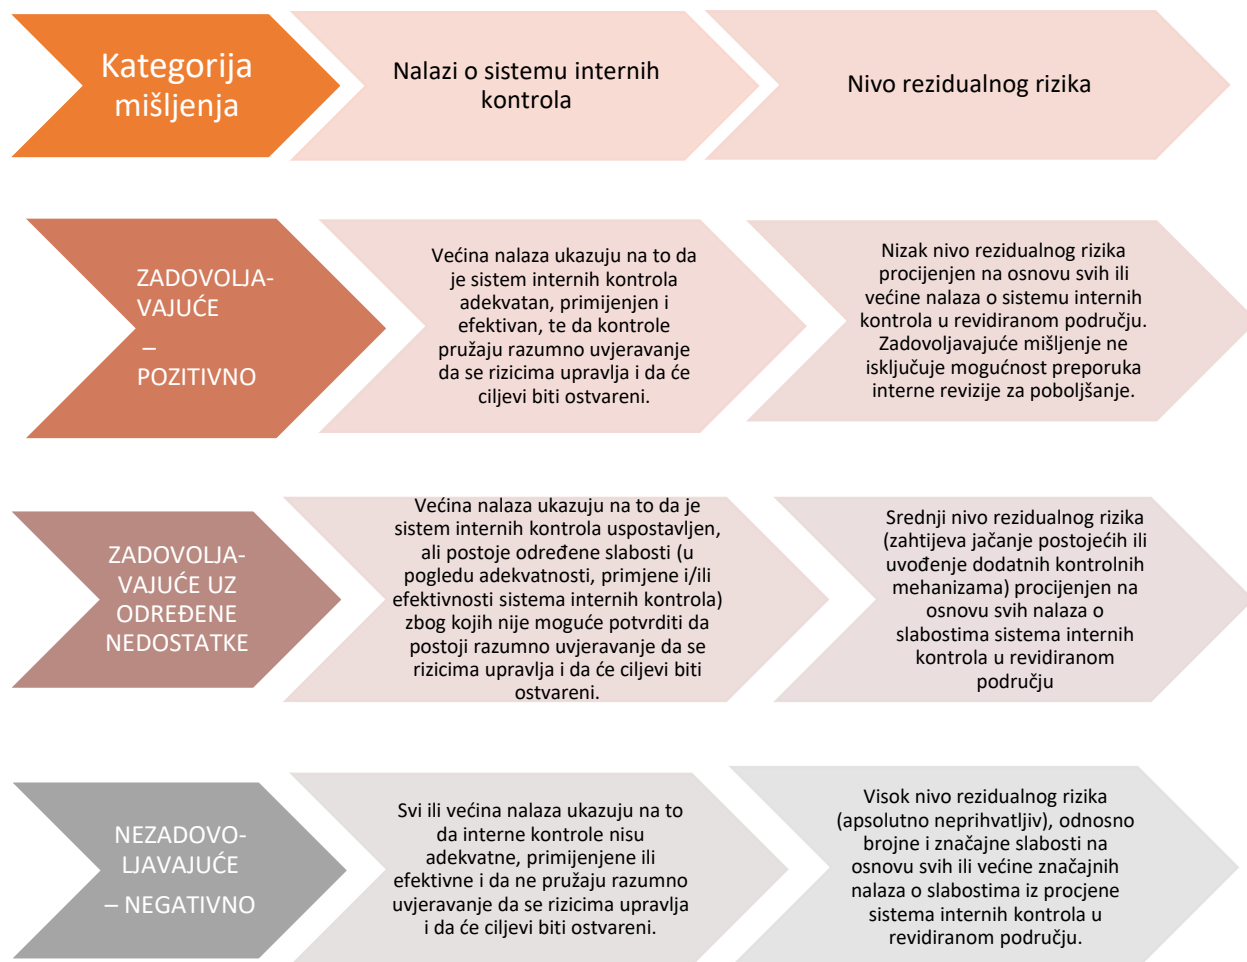 Kategorija
mišljenja
Nalazi o sistemu internih
kontrola
Nivo rezidualnog rizika
ZADOVOLJA-
VAJUĆE
–
POZITIVNO
Većina nalaza ukazuju na to da
je sistem internih kontrola
adekvatan, primijenjen i
efektivan, te da kontrole
pružaju razumno uvjeravanje
da se rizicima upravlja i da će
ciljevi biti ostvareni.
Nizak nivo rezidualnog rizika
procijenjen na osnovu svih ili
većine nalaza o sistemu internih
kontrola u revidiranom području.
Zadovoljavajuće mišljenje ne
isključuje mogućnost preporuka
interne revizije za poboljšanje.
ZADOVOLJA-
VAJUĆE UZ
ODREĐENE
NEDOSTATKE
Većina nalaza ukazuju na to da je
sistem internih kontrola uspostavljen,
ali postoje određene slabosti (u
pogledu adekvatnosti, primjene i/ili
efektivnosti sistema internih kontrola)
zbog kojih nije moguće potvrditi da
postoji razumno uvjeravanje da se
rizicima upravlja i da će ciljevi biti
ostvareni.
Srednji nivo rezidualnog rizika
(zahtijeva jačanje postojećih ili
uvođenje dodatnih kontrolnih
mehanizama) procijenjen na
osnovu svih nalaza o
slabostima sistema internih
kontrola u revidiranom
području
NEZADOVO-
LJAVAJUĆE
– NEGATIVNO
Svi ili većina nalaza ukazuju na to
da interne kontrole nisu
adekvatne, primijenjene ili
efektivne i da ne pružaju razumno
uvjeravanje da se rizicima upravlja
i da će ciljevi biti ostvareni.
Visok nivo rezidualnog rizika
(apsolutno neprihvatljiv), odnosno
brojne i značajne slabosti na
osnovu svih ili većine značajnih
nalaza o slabostima iz procjene
sistema internih kontrola u
revidiranom području.